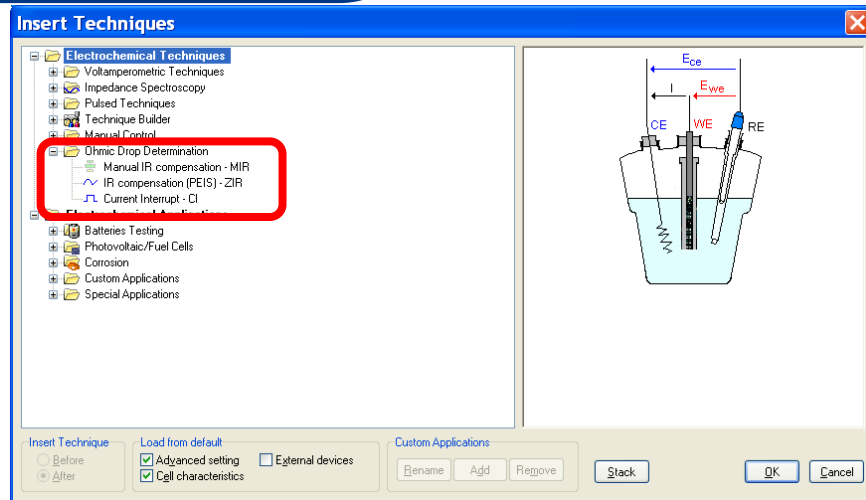 Insert Techniques
Electrochemical Techniques
Voltamperometric Techniques
Impedance Spectroscopy
Pulsed Techniques
Technique Builder
Manual Control
Ohmic Drop Determination
Manual IR compensation - MIR
IR compensation (PEIS) - ZIR
Current Interrupt - CI
Electrochemical Applications
Batteries Testing
Photovoltaic/Fuel Cells
Corrosion
Custom Applications
Special Applications
Ece
I
Ewe
CE
WE
RE
Insert Technique
Before
After
Load from default
Advanced setting
External devices
Cell characteristics
Custom Applications
Rename
Add
Remove
Stack
OK
Cancel